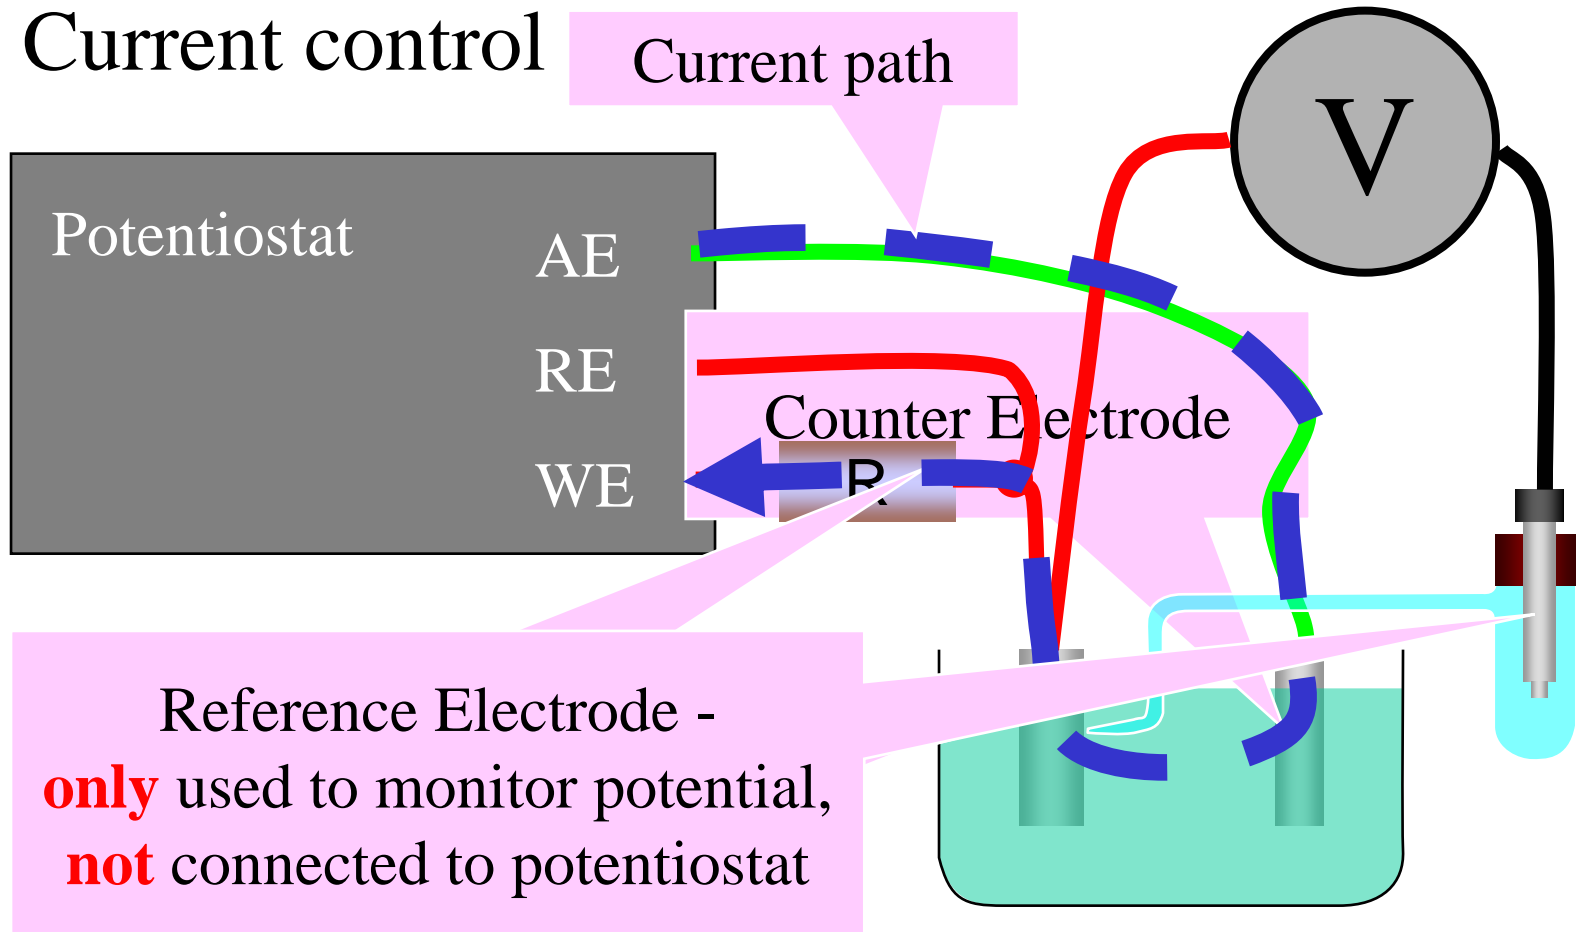 Current control
Current path
V
Potentiostat
AE
RE
Counter Electrode
WE
R
Reference Electrode -
only used to monitor potential,
not connected to potentiostat